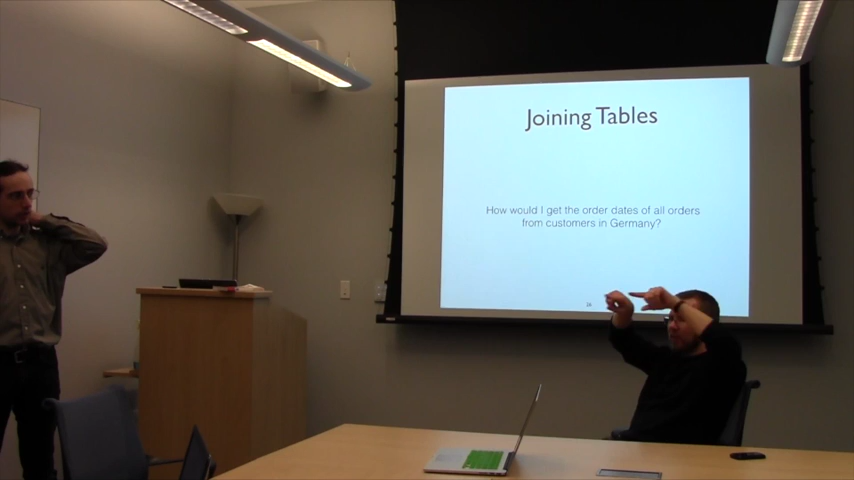 Joining Tables
How would I get the order dates of all orders
from customers in Germany?